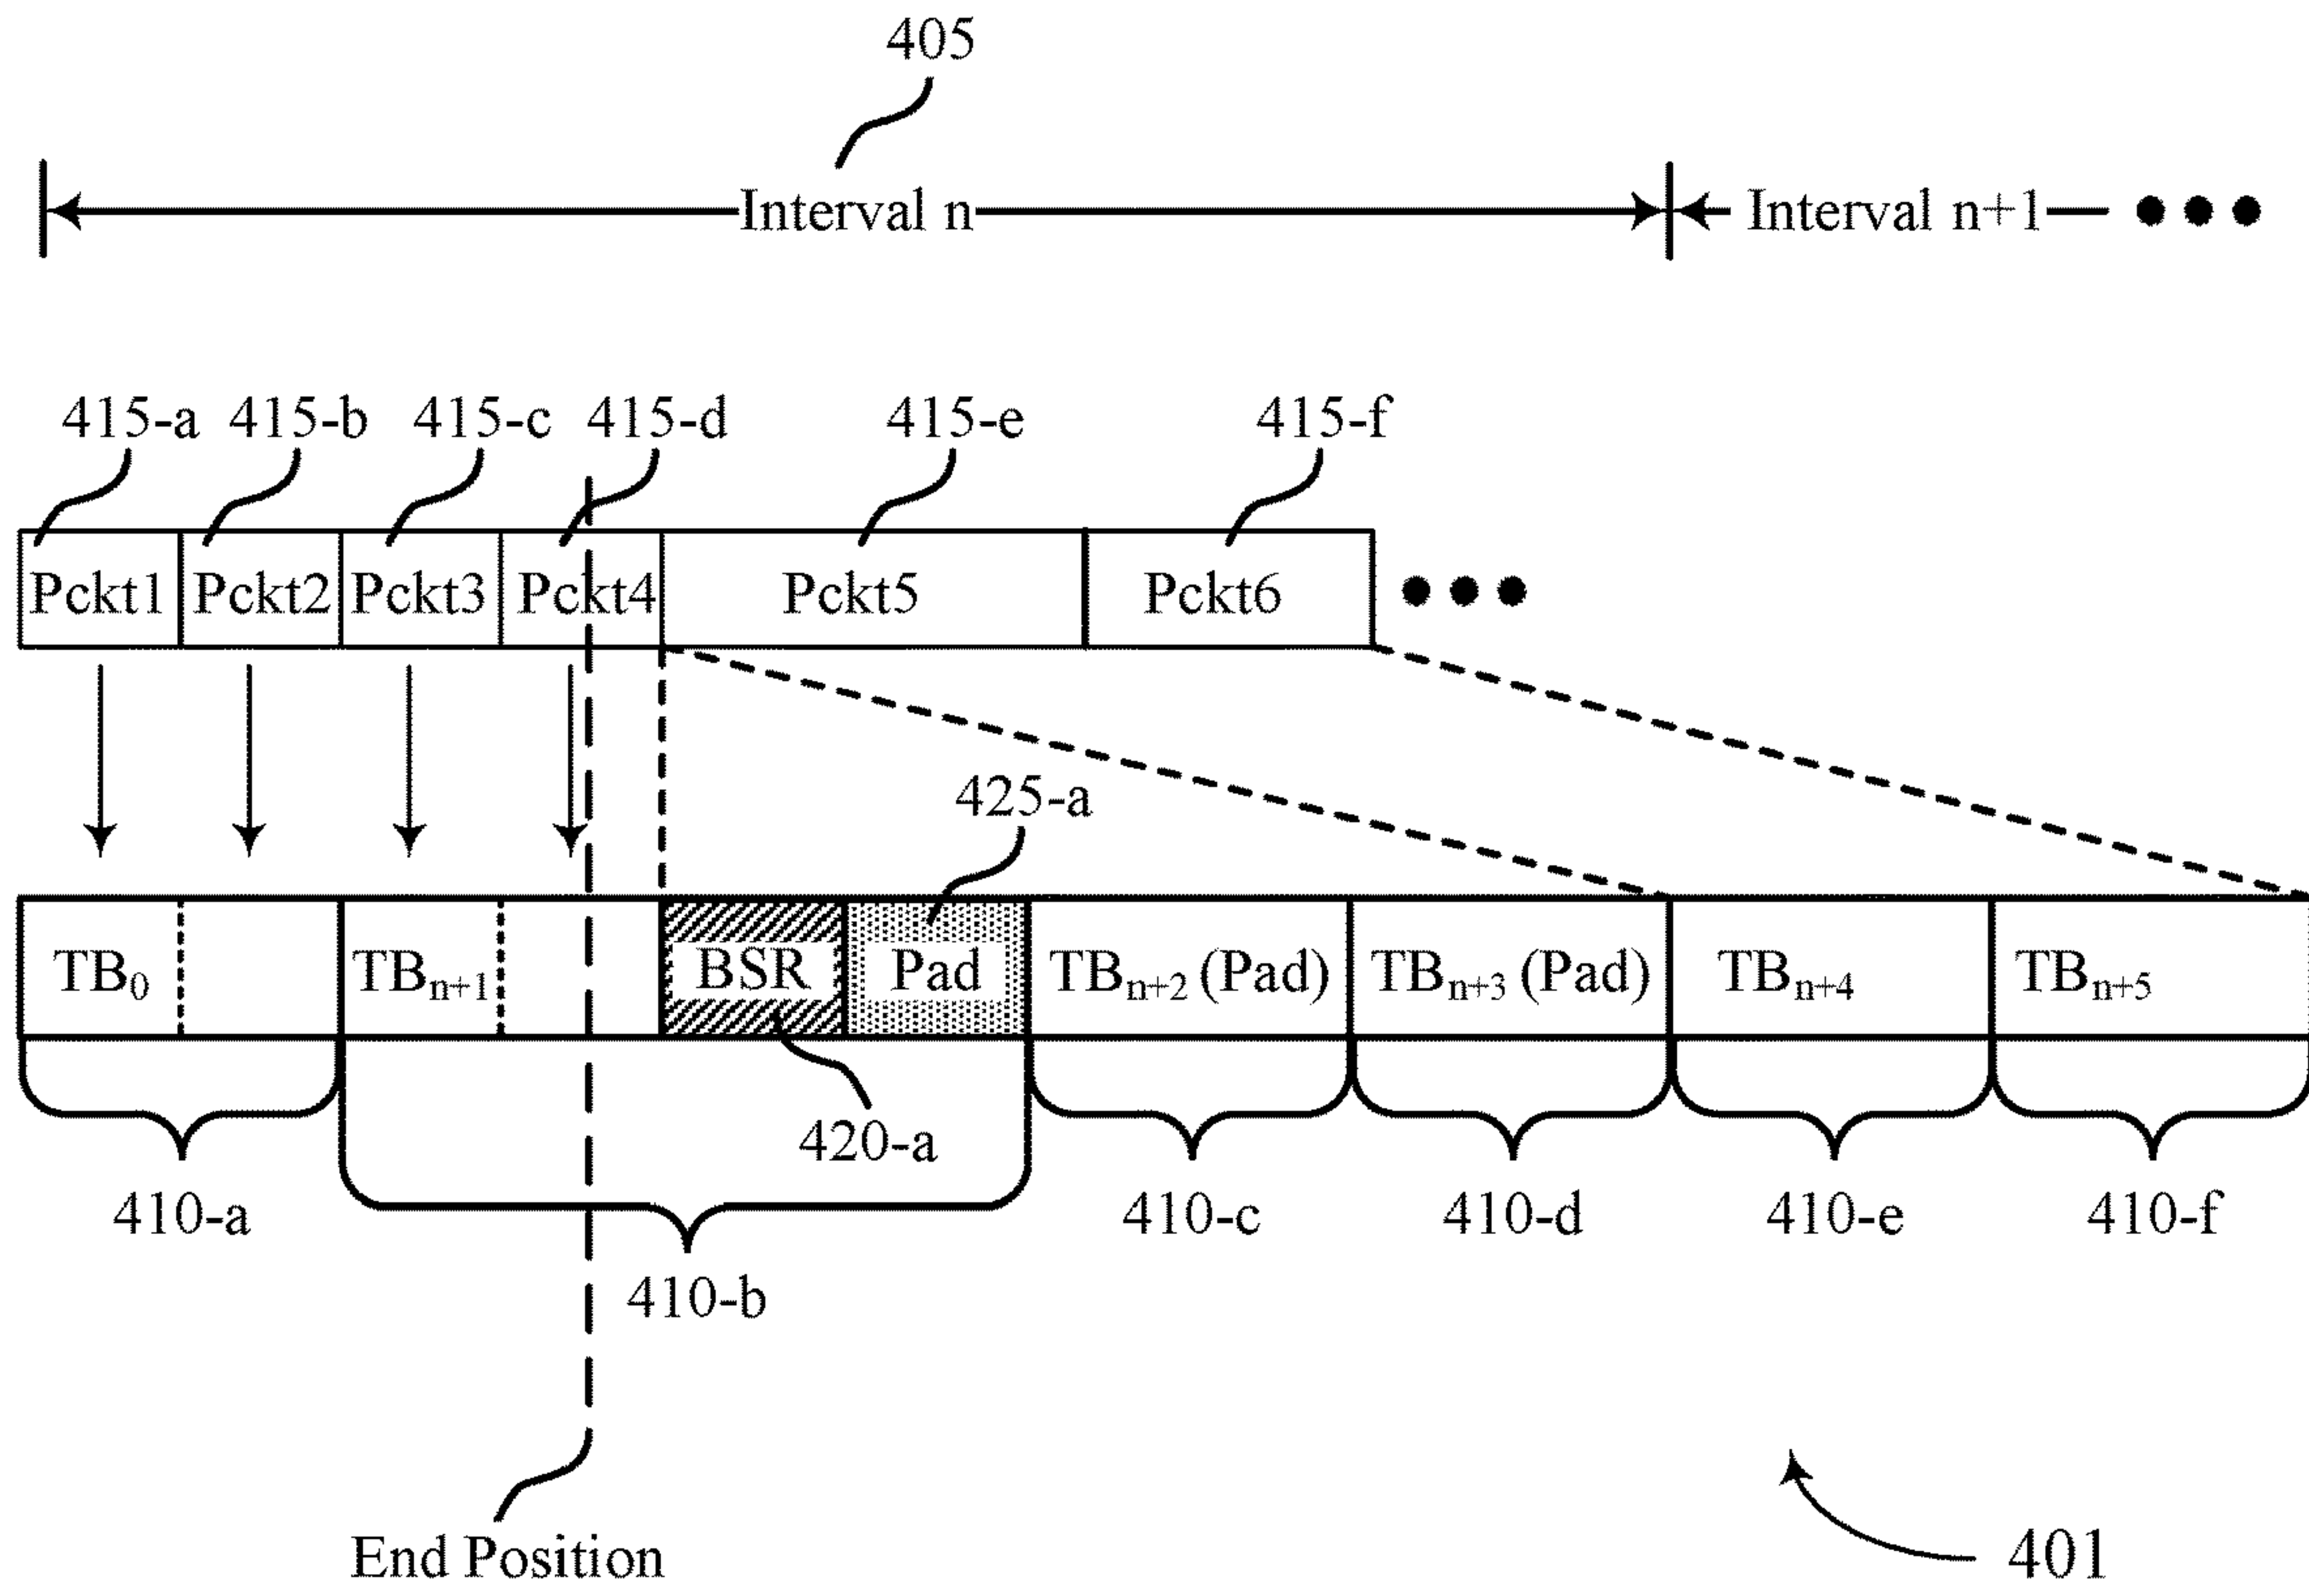 405
Interval n Interval n+1 ●●●
415-a 415-b 415-c 415-d 415-e 415-f
Pckt1 Pckt2 Pckt3 Pckt4 Pckt5 Pckt6 ●●●
425-a
TB0 TBn+1 BSR Pad TBn+2 (Pad) TBn+3 (Pad) TBn+4 TBn+5
420-a
410-a 410-c 410-d 410-e 410-f
410-b
End Position 401